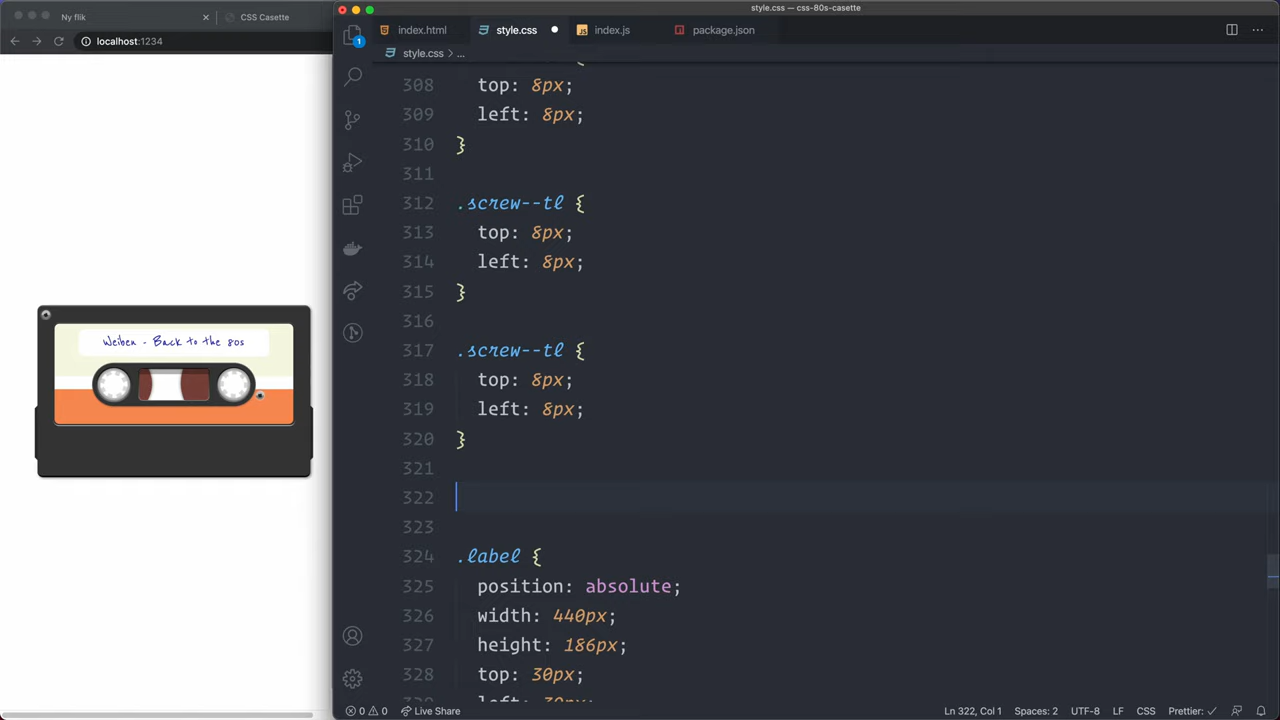 style.css — css-80s-casette
Ny flik
CSS Casette
index.html
style.css
index.js
package.json
localhost:1234
style.css > ...
308 top: 8px;
309 left: 8px;
310 }
311
312 .screw--tl {
313 top: 8px;
314 left: 8px;
315 }
316
317 .screw--tl {
318 top: 8px;
319 left: 8px;
320 }
321
322
323
324 .label {
325 position: absolute;
326 width: 440px;
327 height: 186px;
328 top: 30px;
1
Weiben - Back to the 80s
0 0 Live Share
Ln 322, Col 1 Spaces: 2 UTF-8 LF CSS Prettier: ✓